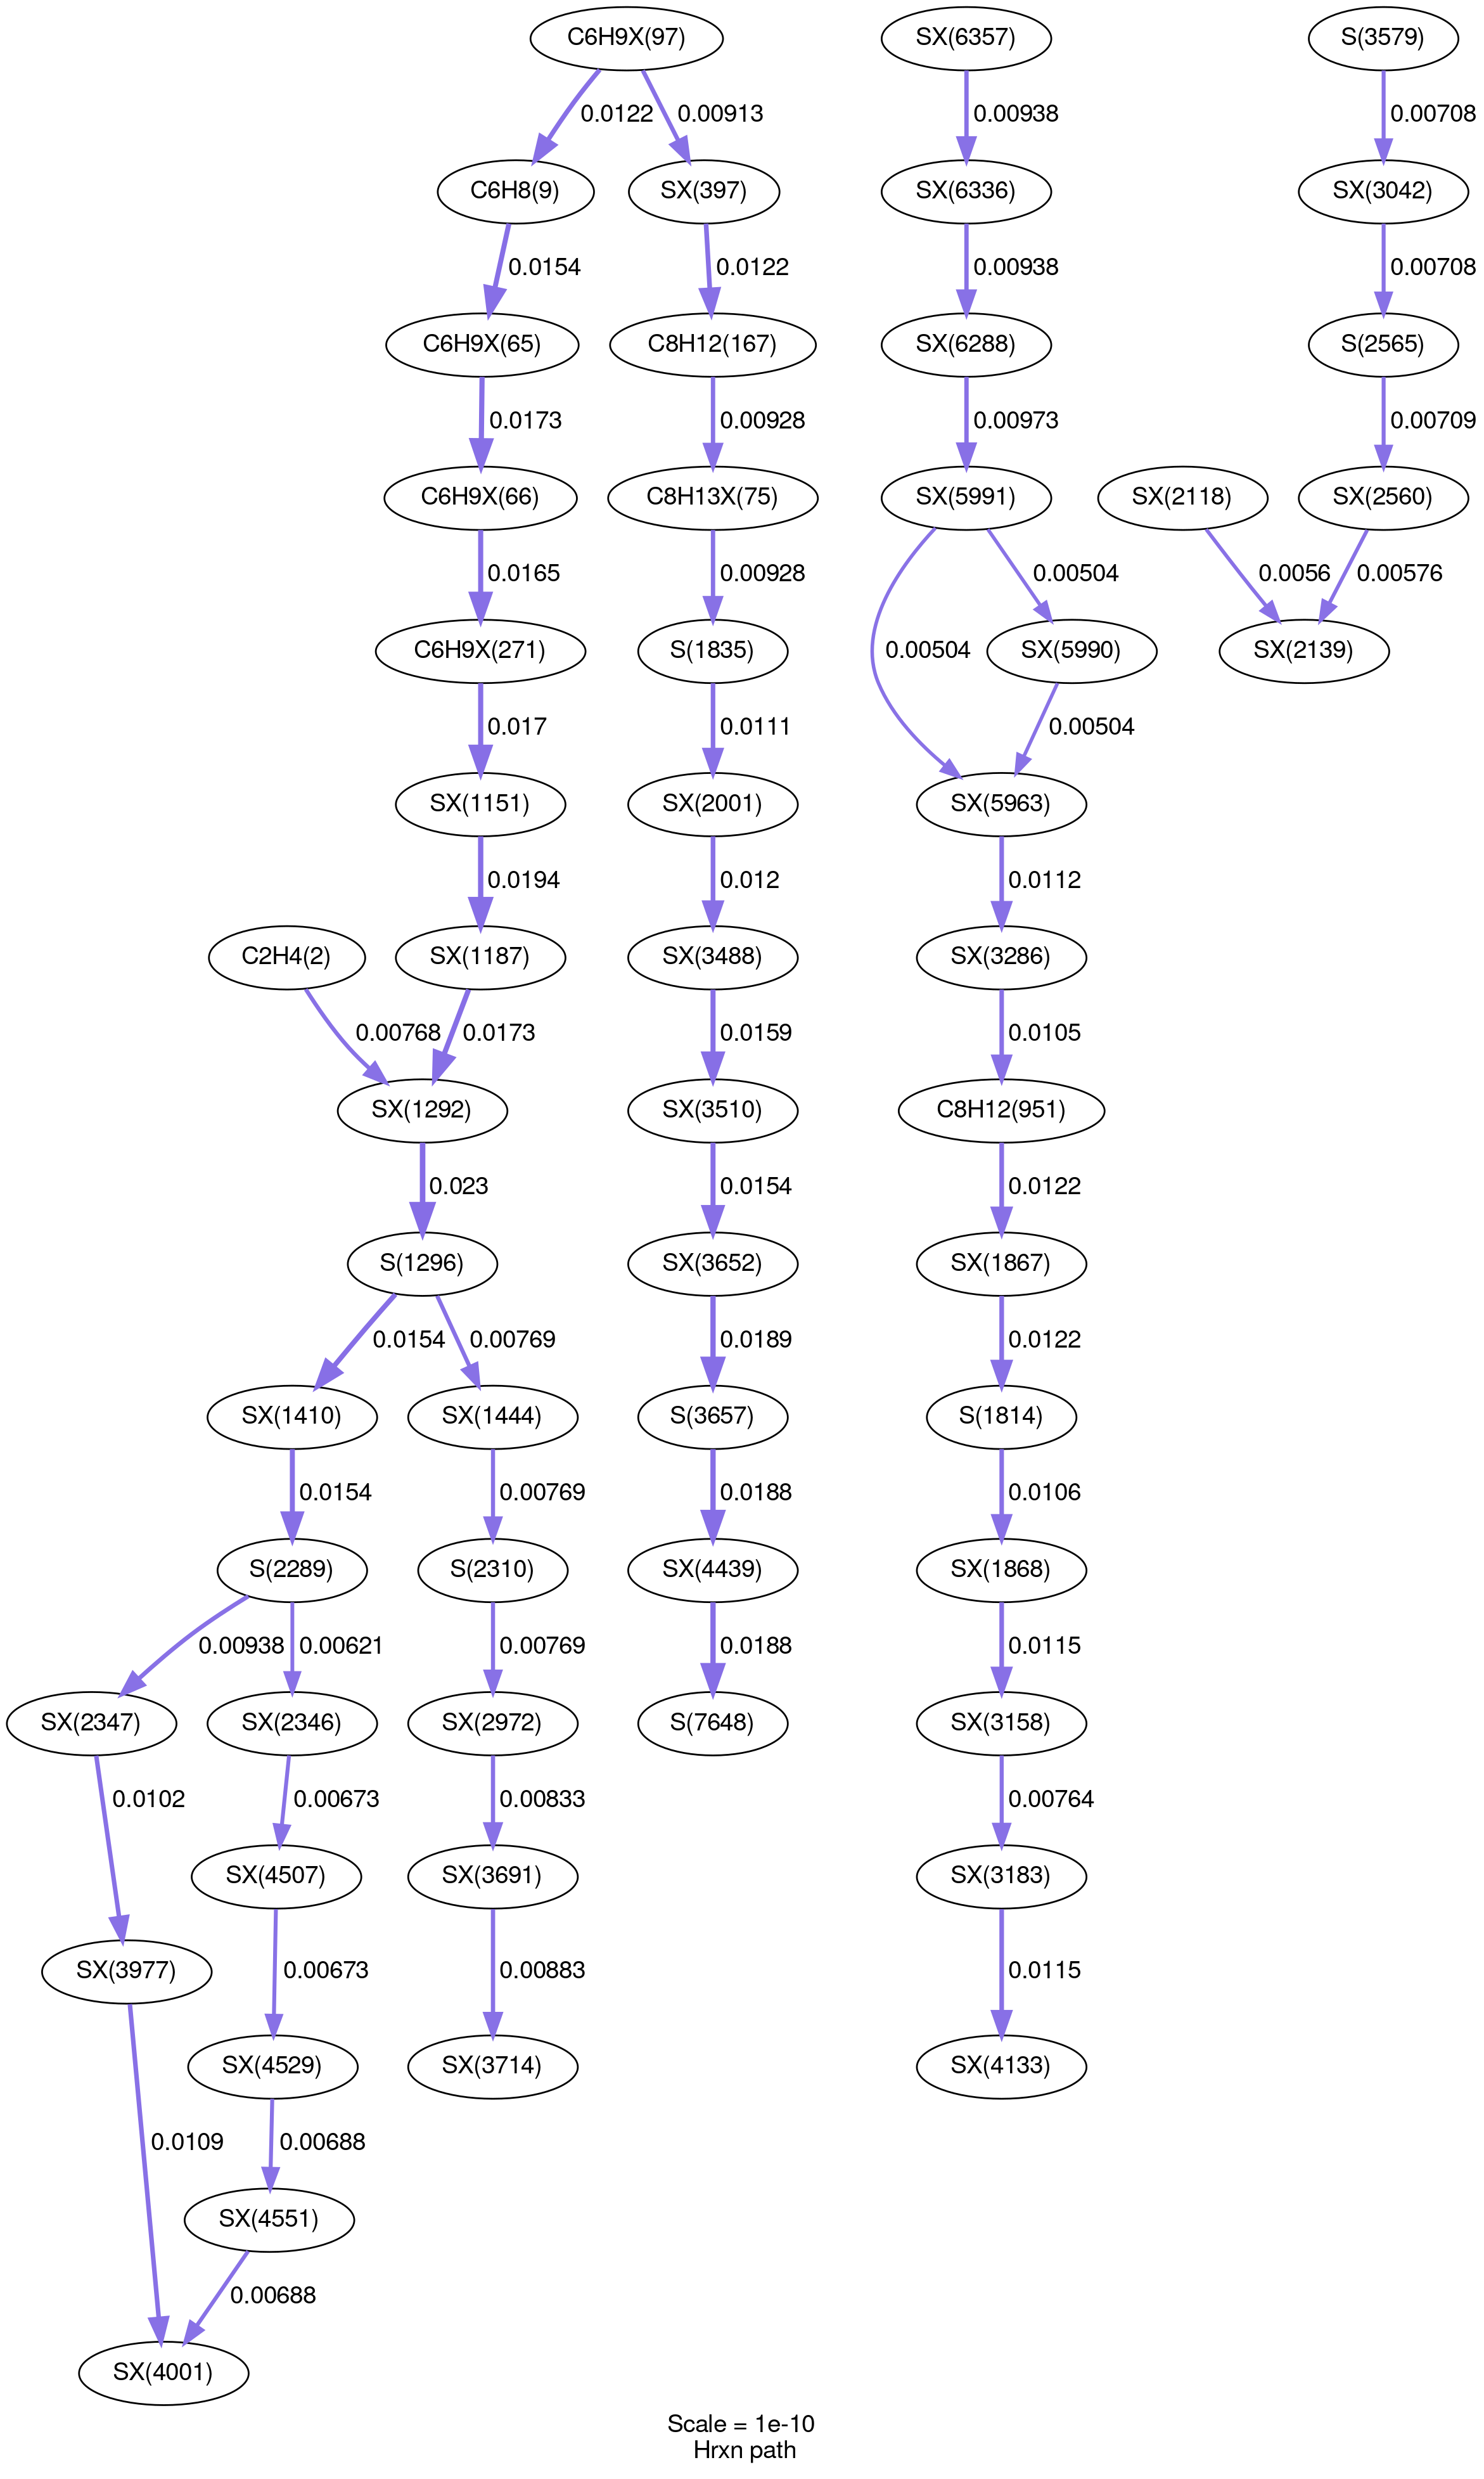 C6H9X(97)
SX(6357)
S(3579)
0.0122
0.00913
0.00938
0.00708
C6H8(9)
SX(397)
SX(6336)
SX(3042)
0.0154
0.0122
0.00938
0.00708
C6H9X(65)
C8H12(167)
SX(6288)
S(2565)
0.0173
0.00928
0.00973
0.00709
C6H9X(66)
C8H13X(75)
SX(5991)
SX(2118)
SX(2560)
0.0165
0.00928
0.00504
0.00504
0.0056
0.00576
C6H9X(271)
S(1835)
SX(5990)
SX(2139)
0.017
0.0111
0.00504
SX(1151)
SX(2001)
SX(5963)
0.0194
0.012
0.0112
C2H4(2)
SX(1187)
SX(3488)
SX(3286)
0.00768
0.0173
0.0159
0.0105
SX(1292)
SX(3510)
C8H12(951)
0.023
0.0154
0.0122
S(1296)
SX(3652)
SX(1867)
0.0154
0.00769
0.0189
0.0122
SX(1410)
SX(1444)
S(3657)
S(1814)
0.0154
0.00769
0.0188
0.0106
S(2289)
S(2310)
SX(4439)
SX(1868)
0.00938
0.00621
0.00769
0.0188
0.0115
SX(2347)
SX(2346)
SX(2972)
S(7648)
SX(3158)
0.0102
0.00673
0.00833
0.00764
SX(4507)
SX(3691)
SX(3183)
SX(3977)
0.00673
0.00883
0.0115
SX(4529)
SX(3714)
SX(4133)
0.0109
0.00688
SX(4551)
0.00688
SX(4001)
Scale = 1e-10
Hrxn path